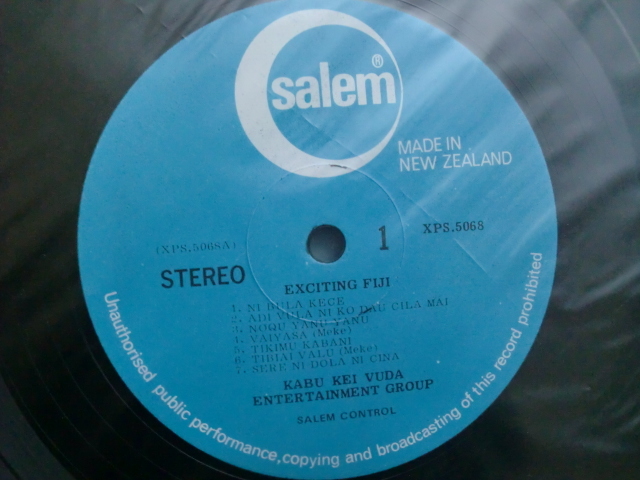 salem®
MADE IN
NEW ZEALAND
(XPS.5068A)
1
XPS.5068
STEREO
EXCITING FIJI
1. NI BULA KECE
2. ADI LULA NI KO DAU CILA MAI
3. NOQU YANU YANU
4. VAIYASA (Meke)
5. TIKIMU KABANI
6. TIBIAI VALU (Meke)
7. SERE NI DOLA NI CINA
KABU KEI VUDA
ENTERTAINMENT GROUP
SALEM CONTROL
Unauthorised public performance, copying and broadcasting of this record prohibited